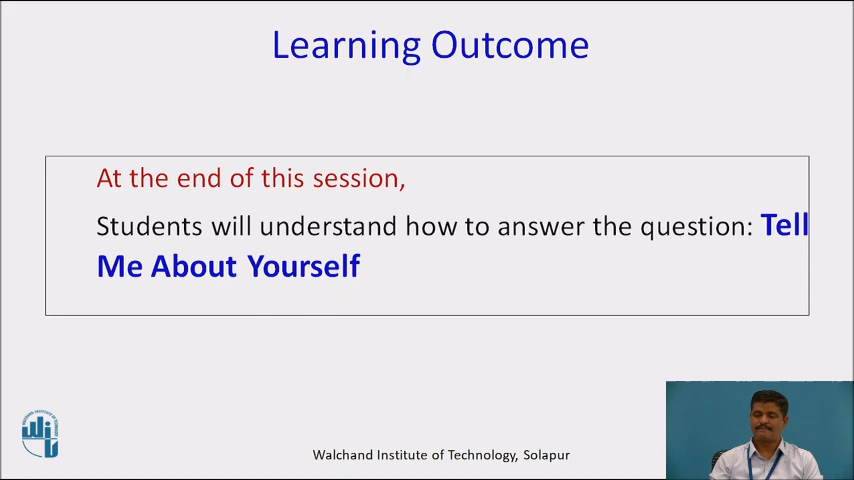 Learning Outcome
At the end of this session,
Students will understand how to answer the question: Tell
Me About Yourself
Walchand Institute of Technology, Solapur